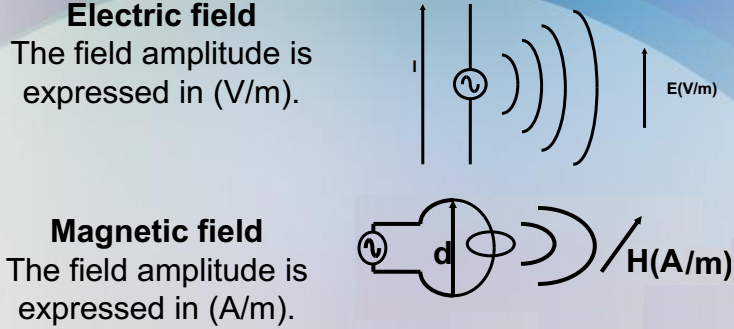 Electric field
The field amplitude is
expressed in (V/m).
E(V/m)
Magnetic field
The field amplitude is
expressed in (A/m).
d
H(A/m)